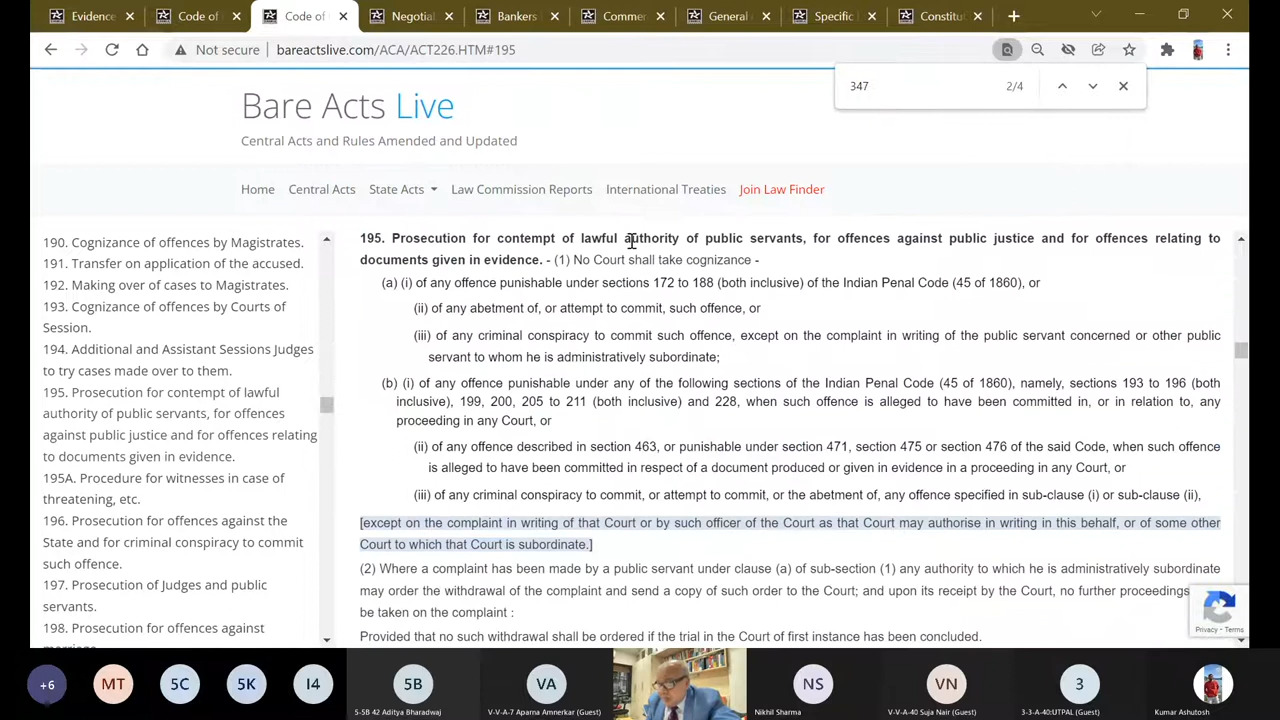 Evidence
Code of
Code of
Negotial
Bankers
Commer
General
Specific
Constitut
Not secure
bareactslive.com/ACA/ACT226.HTM#195
347
2/4
Bare Acts Live
Central Acts and Rules Amended and Updated
Home
Central Acts
State Acts
Law Commission Reports
International Treaties
Join Law Finder
190. Cognizance of offences by Magistrates.
191. Transfer on application of the accused.
192. Making over of cases to Magistrates.
193. Cognizance of offences by Courts of
Session.
194. Additional and Assistant Sessions Judges
to try cases made over to them.
195. Prosecution for contempt of lawful
authority of public servants, for offences
against public justice and for offences relating
to documents given in evidence.
195A. Procedure for witnesses in case of
threatening, etc.
196. Prosecution for offences against the
State and for criminal conspiracy to commit
such offence.
197. Prosecution of Judges and public
servants.
198. Prosecution for offences against
195. Prosecution for contempt of lawful authority of public servants, for offences against public justice and for offences relating to
documents given in evidence. - (1) No Court shall take cognizance -
(a) (i) of any offence punishable under sections 172 to 188 (both inclusive) of the Indian Penal Code (45 of 1860), or
(ii) of any abetment of, or attempt to commit, such offence, or
(iii) of any criminal conspiracy to commit such offence, except on the complaint in writing of the public servant concerned or other public
servant to whom he is administratively subordinate;
(b) (i) of any offence punishable under any of the following sections of the Indian Penal Code (45 of 1860), namely, sections 193 to 196 (both
inclusive), 199, 200, 205 to 211 (both inclusive) and 228, when such offence is alleged to have been committed in, or in relation to, any
proceeding in any Court, or
(ii) of any offence described in section 463, or punishable under section 471, section 475 or section 476 of the said Code, when such offence
is alleged to have been committed in respect of a document produced or given in evidence in a proceeding in any Court, or
(iii) of any criminal conspiracy to commit, or attempt to commit, or the abetment of, any offence specified in sub-clause (i) or sub-clause (ii),
[except on the complaint in writing of that Court or by such officer of the Court as that Court may authorise in writing in this behalf, or of some other
Court to which that Court is subordinate.]
(2) Where a complaint has been made by a public servant under clause (a) of sub-section (1) any authority to which he is administratively subordinate
may order the withdrawal of the complaint and send a copy of such order to the Court; and upon its receipt by the Court, no further proceedings
be taken on the complaint :
Provided that no such withdrawal shall be ordered if the trial in the Court of first instance has been concluded.
Privacy - Terms
+6
MT
5C
5K
I4
5B
VA
NS
VN
3
5-SB 42 Aditya Bharadwaj
V-V-A-7 Aparna Amnerkar (Guest)
Nikhil Sharma
V-V-A-40 Suja Nair (Guest)
3-3-A-40:UTPAL (Guest)
Kumar Ashutosh